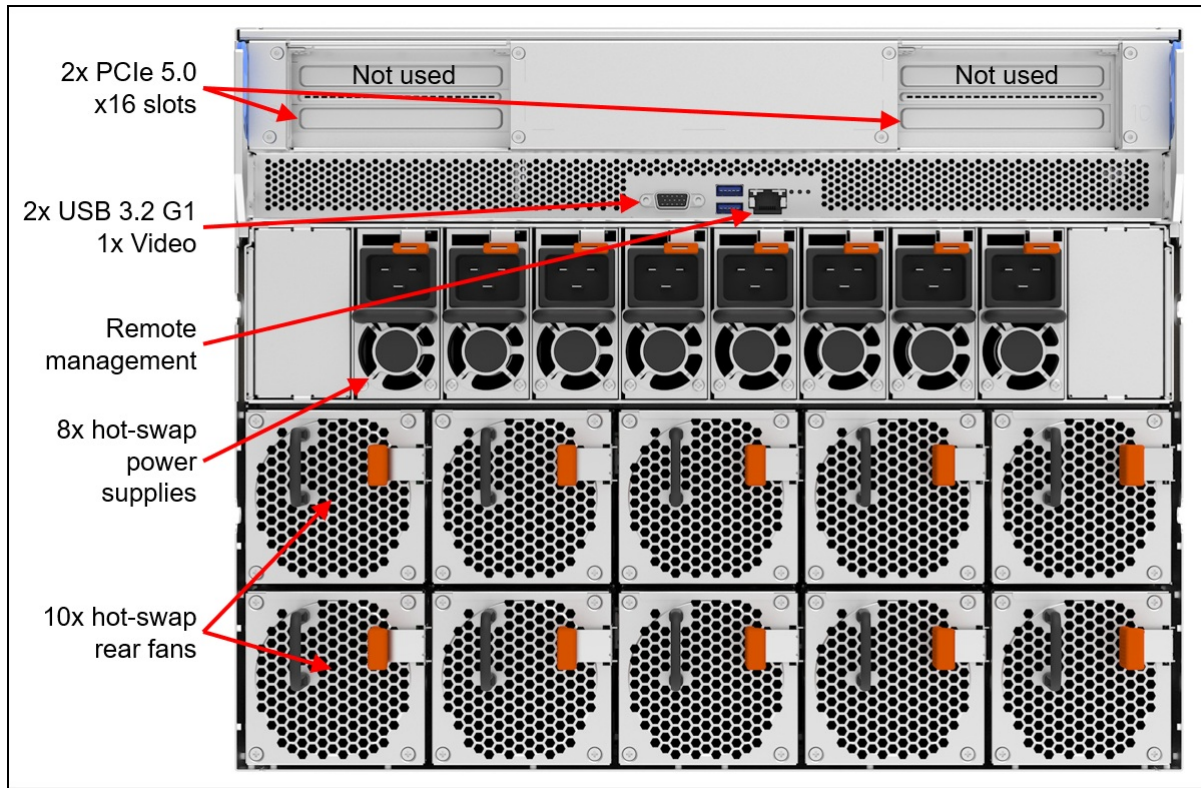 2x PCIe 5.0
x16 slots
Not used
Not used
2x USB 3.2 G1
1x Video
Remote
management
8x hot-swap
power
supplies
10x hot-swap
rear fans